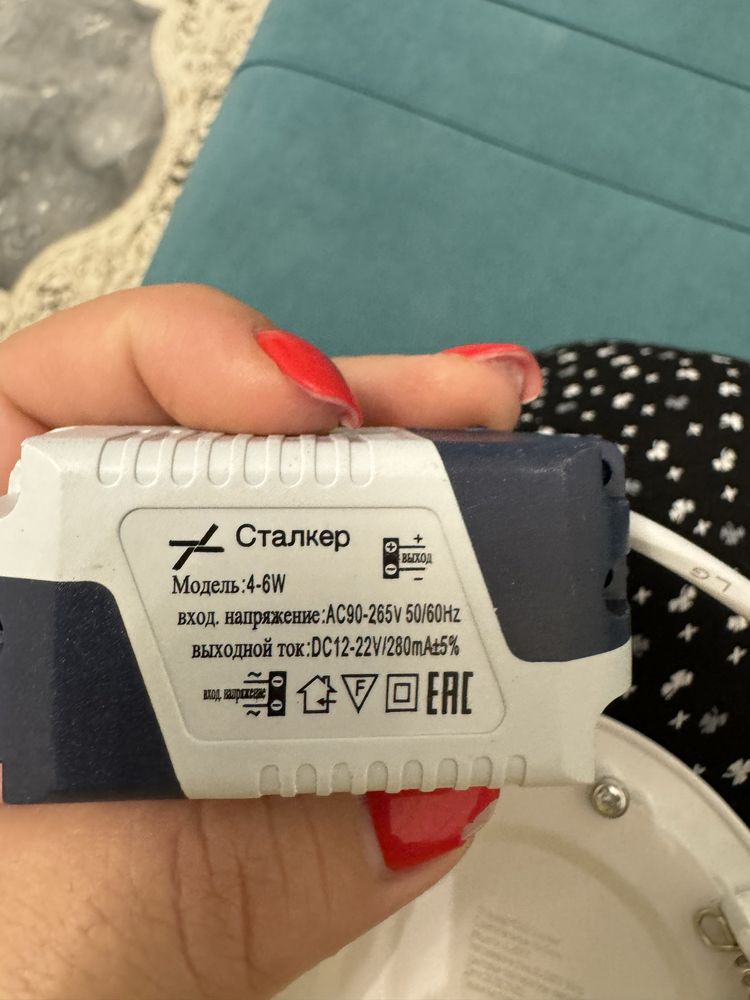 Сталкер
+
выход
−
Модель:4-6W
вход. напряжение:AC90-265v 50/60Hz
выходной ток:DC12-22V/280mA±5%
вход. напряжение
F
EAC
LG